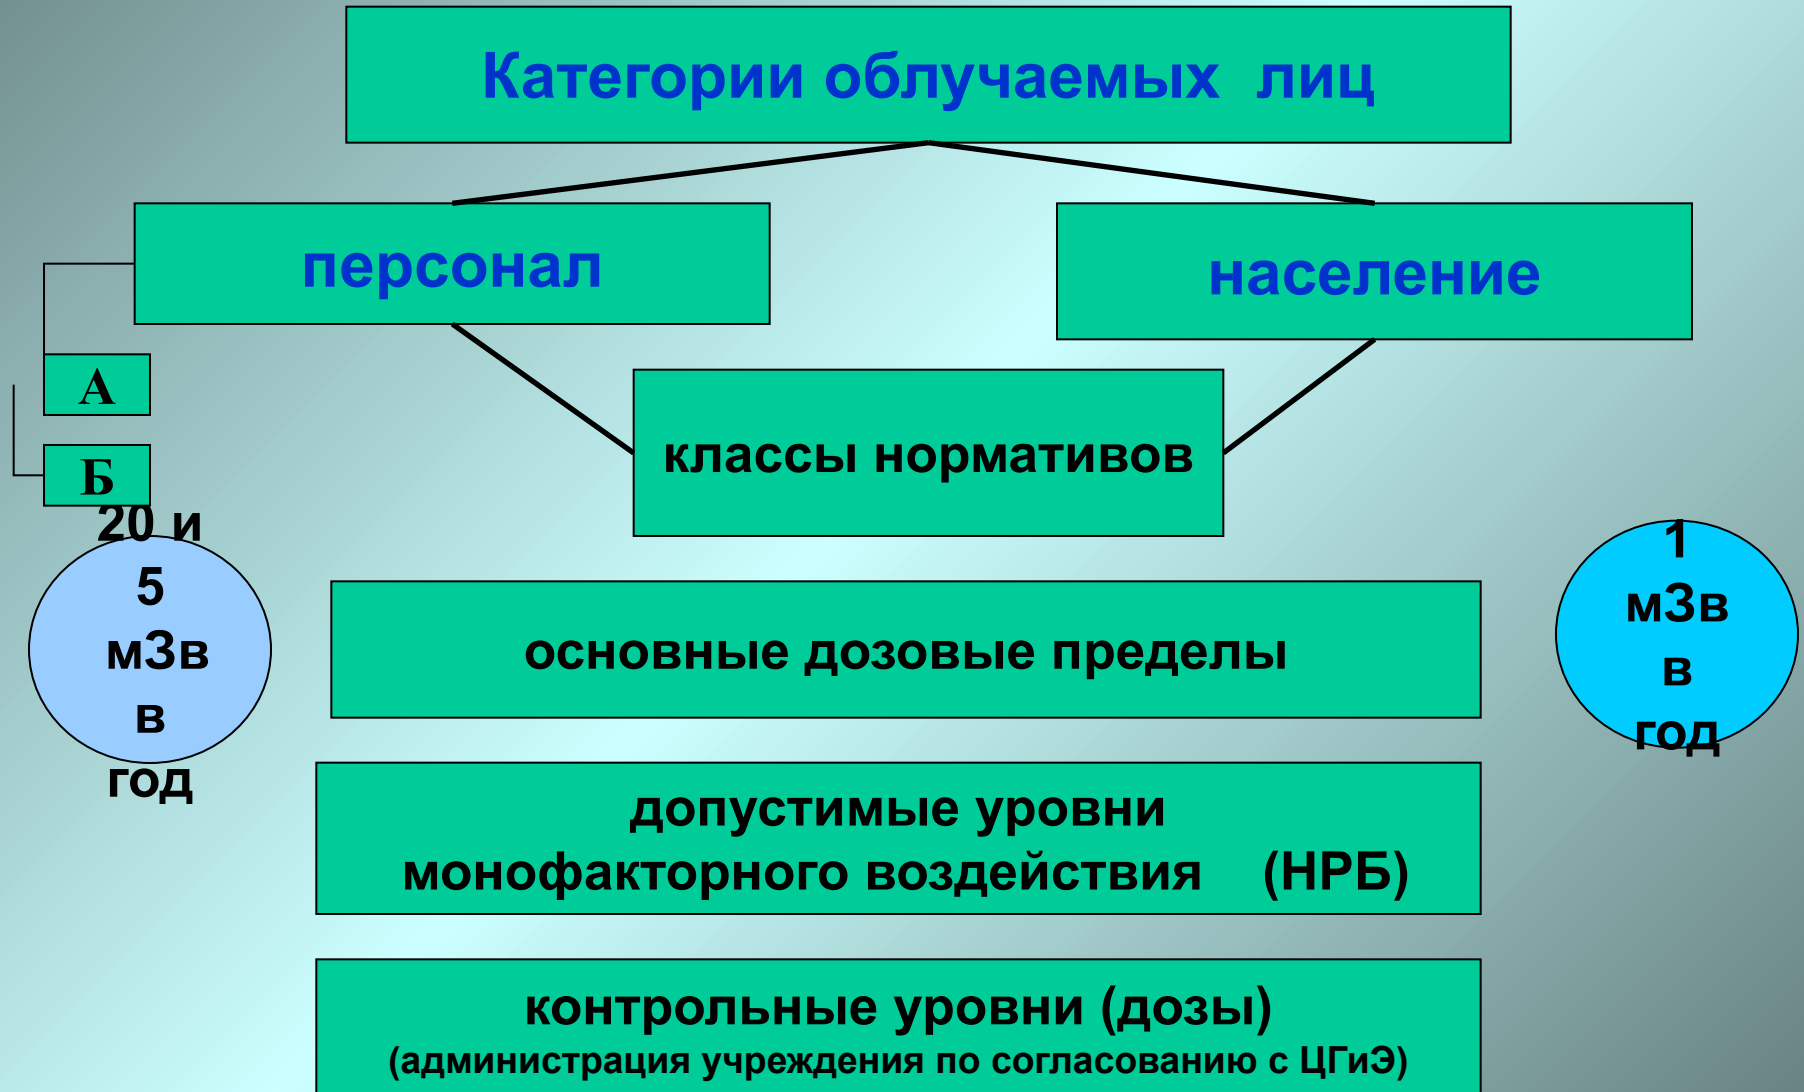 Категории облучаемых лиц
персонал
население
А
Б
классы нормативов
20 и
5
мЗв
в
год
1
мЗв
в
год
основные дозовые пределы
допустимые уровни
монофакторного воздействия (НРБ)
контрольные уровни (дозы)
(администрация учреждения по согласованию с ЦГиЭ)